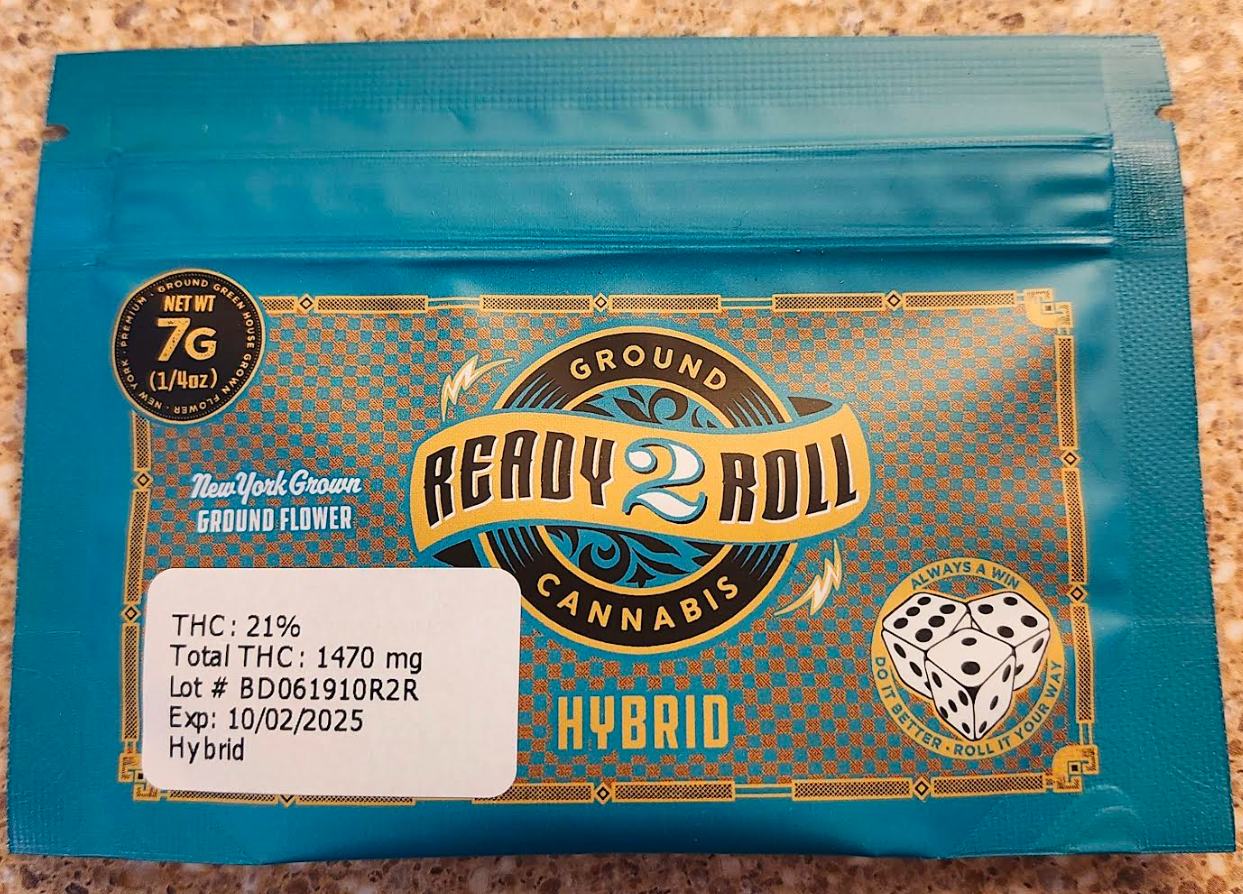 PREMIUM · GROUND GREEN HOUSE GROWN FLOWER · NEW YORK ·
NET WT
7G
(1/4oz)
GROUND
READY 2 ROLL
CANNABIS
New York Grown
GROUND FLOWER
THC: 21%
Total THC: 1470 mg
Lot # BD061910R2R
Exp: 10/02/2025
Hybrid
HYBRID
ALWAYS A WIN
DO IT BETTER · ROLL IT YOUR WAY